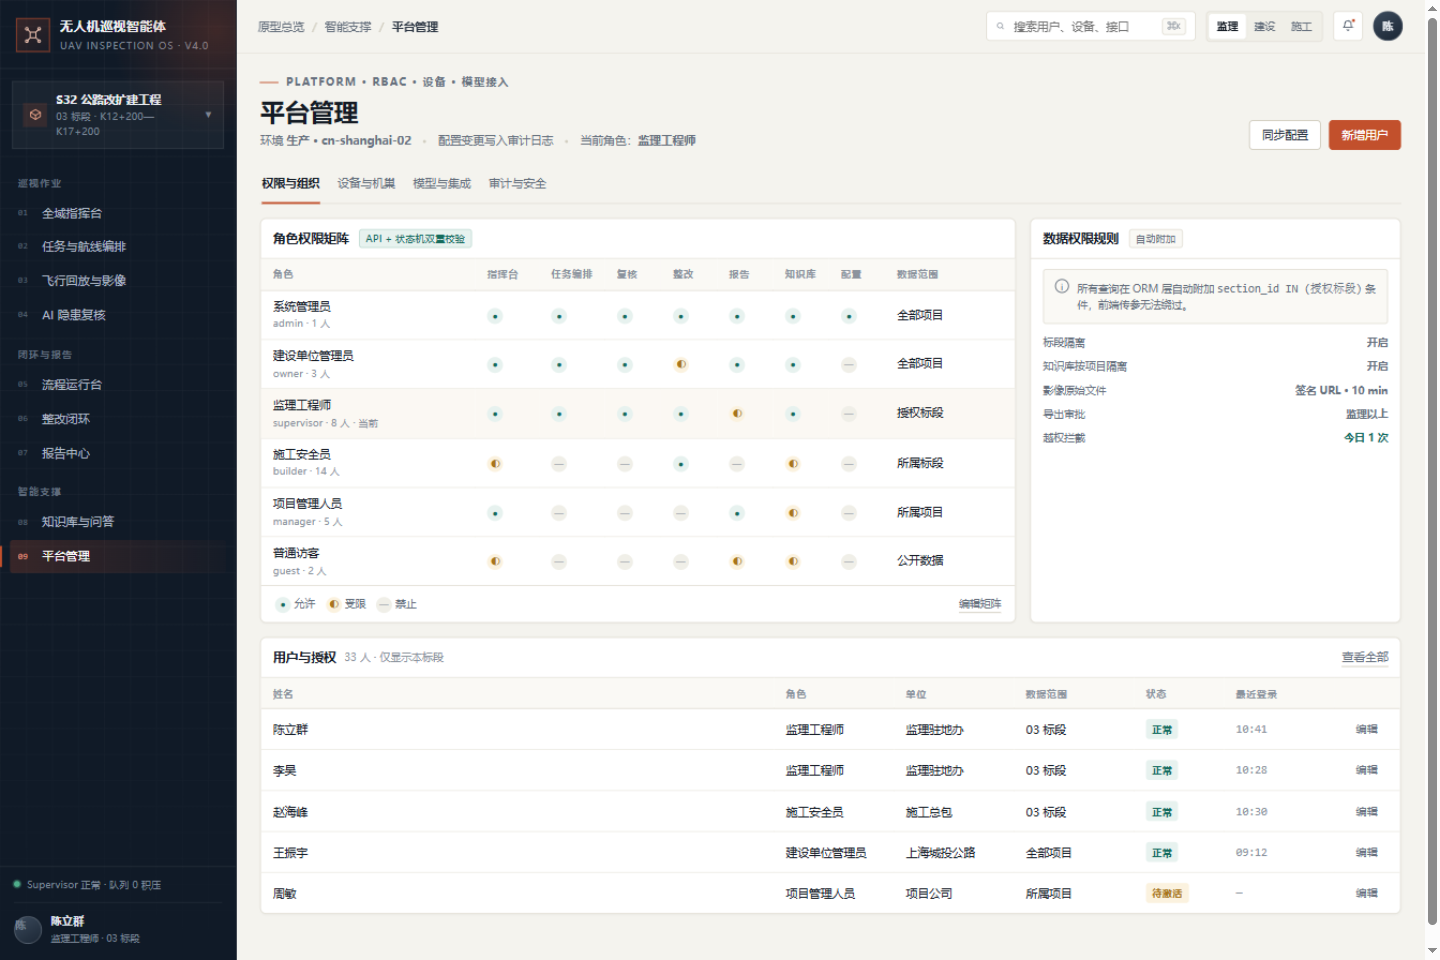 无人机巡视智能体
UAV INSPECTION OS · V4.0
S32 公路改扩建工程
03 标段 · K12+200—
K17+200
巡视作业
01 全域指挥台
02 任务与航线编排
03 飞行回放与影像
04 AI 隐患复核
闭环与报告
05 流程运行台
06 整改闭环
07 报告中心
智能支撑
08 知识库与问答
09 平台管理
Supervisor 正常 · 队列 0 积压
陈 陈立群
监理工程师 · 03 标段
原型总览 / 智能支撑 / 平台管理
搜索用户、设备、接口 ⌘K
监理 建设 施工
陈
PLATFORM • RBAC • 设备 • 模型接入
平台管理
环境 生产 • cn-shanghai-02 • 配置变更写入审计日志 • 当前角色: 监理工程师
同步配置 新增用户
权限与组织 设备与机巢 模型与集成 审计与安全
角色权限矩阵 API + 状态机双重校验
角色 指挥台 任务编排 复核 整改 报告 知识库 配置 数据范围
系统管理员 全部项目
admin · 1 人
建设单位管理员 全部项目
owner · 3 人
监理工程师 授权标段
supervisor · 8 人 · 当前
施工安全员 所属标段
builder · 14 人
项目管理人员 所属项目
manager · 5 人
普通访客 公开数据
guest · 2 人
允许 受限 禁止 编辑矩阵
数据权限规则 自动附加
所有查询在 ORM 层自动附加 section_id IN (授权标段) 条
件，前端传参无法绕过。
标段隔离 开启
知识库按项目隔离 开启
影像原始文件 签名 URL • 10 min
导出审批 监理以上
越权拦截 今日 1 次
用户与授权 33 人 · 仅显示本标段 查看全部
姓名 角色 单位 数据范围 状态 最近登录
陈立群 监理工程师 监理驻地办 03 标段 正常 10:41 编辑
李昊 监理工程师 监理驻地办 03 标段 正常 10:28 编辑
赵海峰 施工安全员 施工总包 03 标段 正常 10:30 编辑
王振宇 建设单位管理员 上海城投公路 全部项目 正常 09:12 编辑
周敏 项目管理人员 项目公司 所属项目 待激活 — 编辑